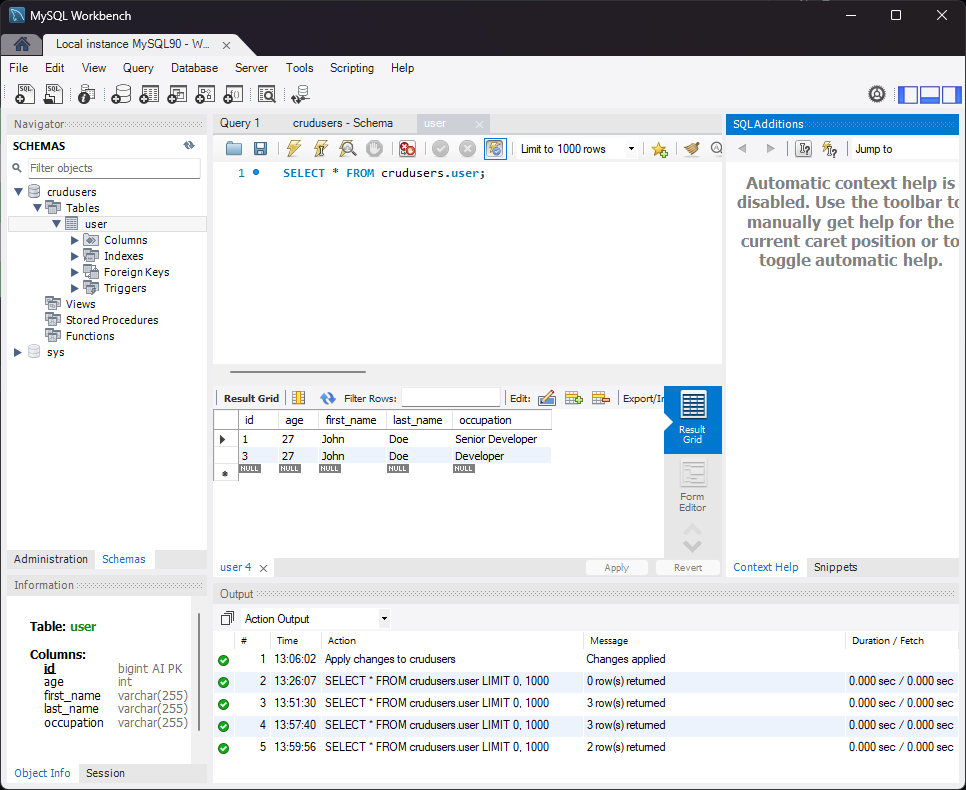 MySQL Workbench
Local instance MySQL90 - W...
File Edit View Query Database Server Tools Scripting Help
Navigator
SCHEMAS
Filter objects
crudusers
Tables
user
Columns
Indexes
Foreign Keys
Triggers
Views
Stored Procedures
Functions
sys
Administration Schemas
Information
Table: user
Columns:
id bigint AI PK
age int
first_name varchar(255)
last_name varchar(255)
occupation varchar(255)
Object Info Session
Query 1 crudusers - Schema user
Limit to 1000 rows
1 SELECT * FROM crudusers.user;
Result Grid Filter Rows: Edit: Export/Im
id age first_name last_name occupation
1 27 John Doe Senior Developer
3 27 John Doe Developer
NULL NULL NULL NULL NULL
Result
Grid
Form
Editor
user 4 Apply Revert
SQLAdditions
Jump to
Automatic context help is
disabled. Use the toolbar to
manually get help for the
current caret position or to
toggle automatic help.
Context Help Snippets
Output
Action Output
# Time Action Message Duration / Fetch
1 13:06:02 Apply changes to crudusers Changes applied
2 13:26:07 SELECT * FROM crudusers.user LIMIT 0, 1000 0 row(s) returned 0.000 sec / 0.000 sec
3 13:51:30 SELECT * FROM crudusers.user LIMIT 0, 1000 3 row(s) returned 0.000 sec / 0.000 sec
4 13:57:40 SELECT * FROM crudusers.user LIMIT 0, 1000 3 row(s) returned 0.000 sec / 0.000 sec
5 13:59:56 SELECT * FROM crudusers.user LIMIT 0, 1000 2 row(s) returned 0.000 sec / 0.000 sec